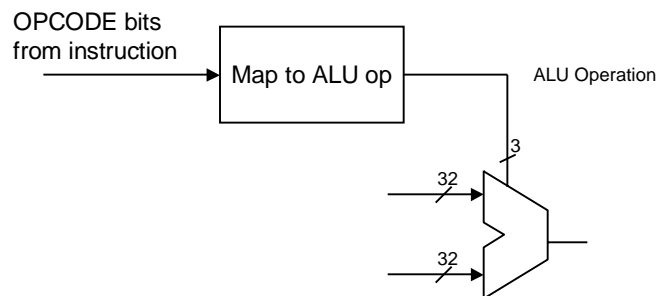 OPCODE bits
from instruction
Map to ALU op
ALU Operation
3
32
32